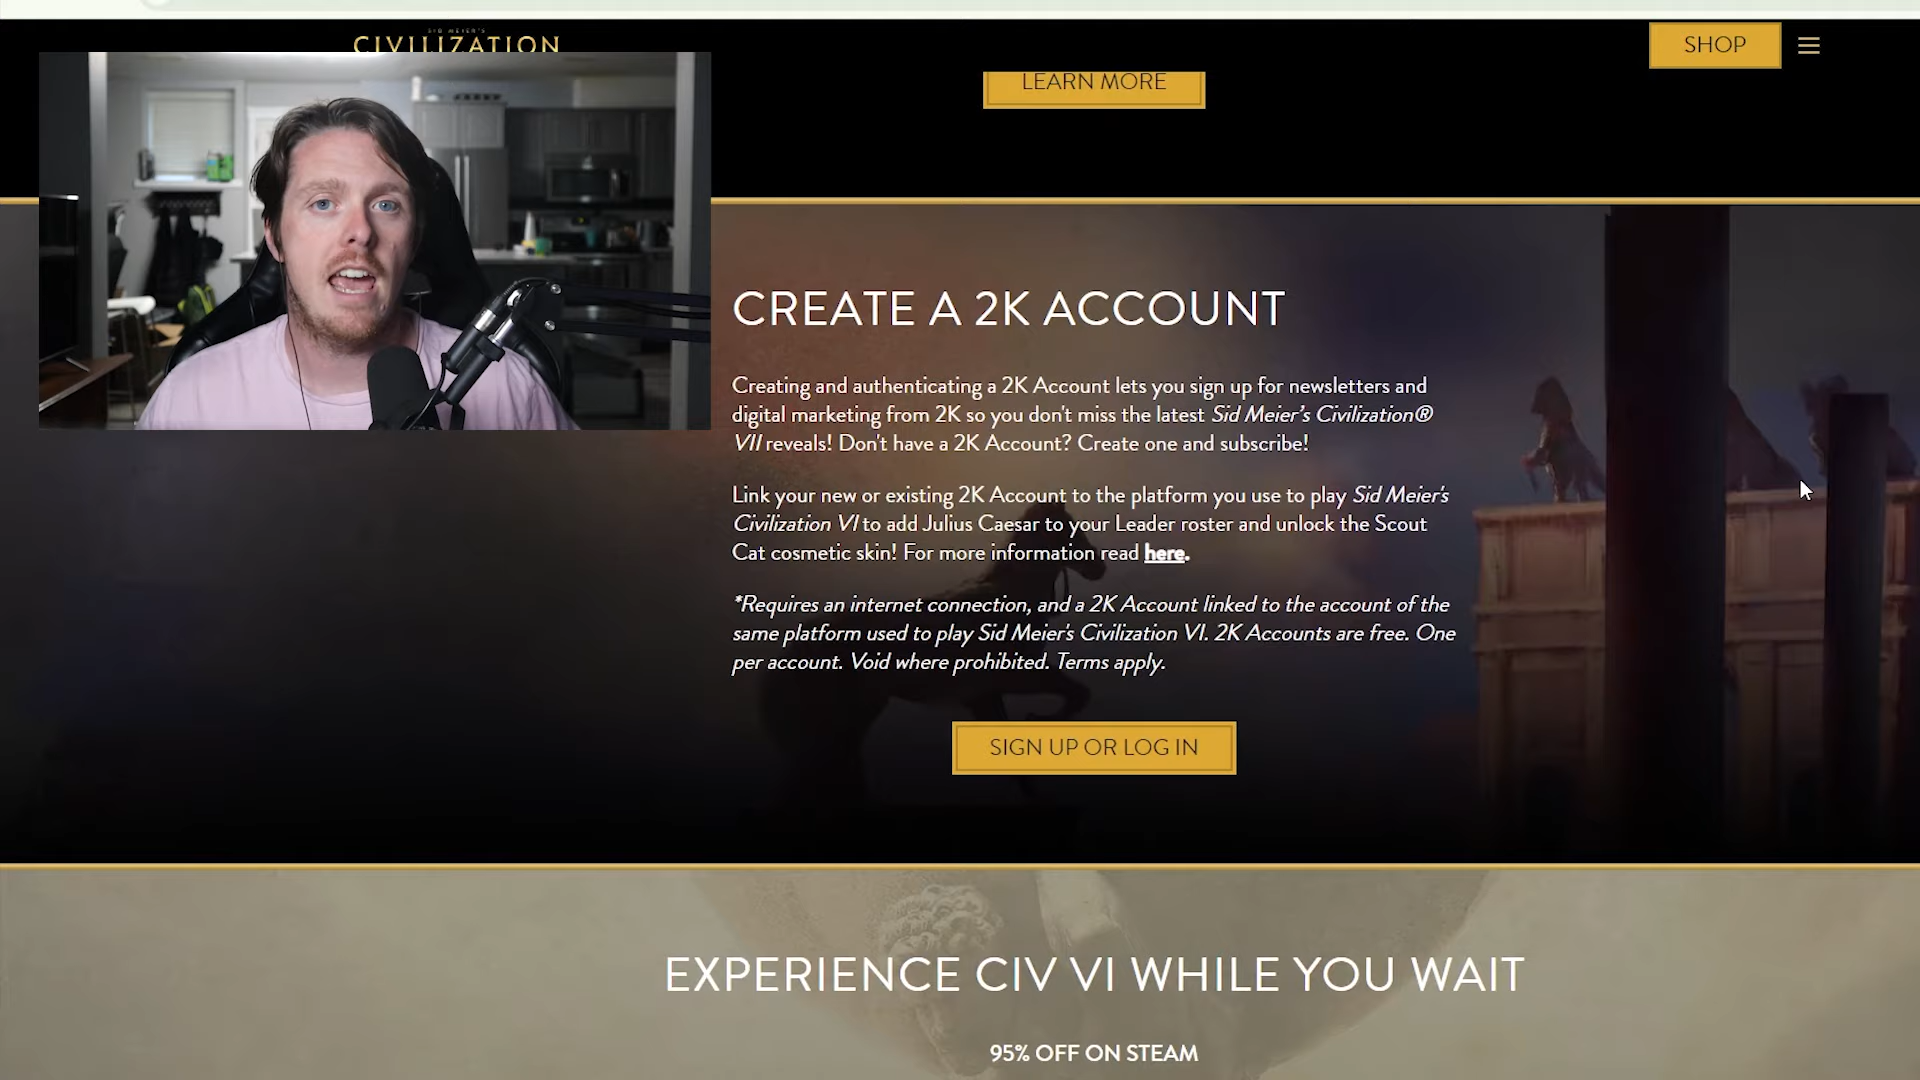 SID MEIER'S
CIVILIZATION
SHOP
LEARN MORE
CREATE A 2K ACCOUNT
Creating and authenticating a 2K Account lets you sign up for newsletters and
digital marketing from 2K so you don't miss the latest Sid Meier's Civilization®
VII reveals! Don't have a 2K Account? Create one and subscribe!
Link your new or existing 2K Account to the platform you use to play Sid Meier's
Civilization VI to add Julius Caesar to your Leader roster and unlock the Scout
Cat cosmetic skin! For more information read here.
*Requires an internet connection, and a 2K Account linked to the account of the
same platform used to play Sid Meier's Civilization VI. 2K Accounts are free. One
per account. Void where prohibited. Terms apply.
SIGN UP OR LOG IN
EXPERIENCE CIV VI WHILE YOU WAIT
95% OFF ON STEAM